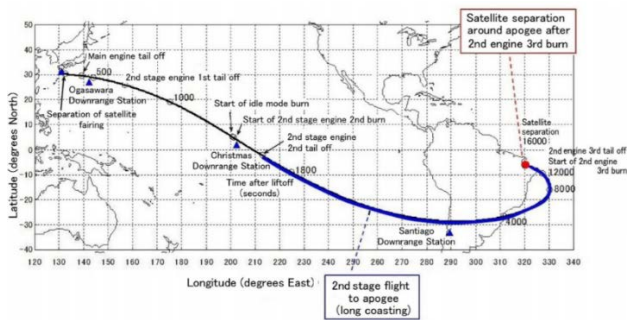 Satellite separation
around apogee after
2nd engine 3rd burn
Main engine tail off
500
2nd stage engine 1st tail off
Ogasawara
Downrange Station
Separation of satellite
fairing
1000
Start of idle mode burn
Start of 2nd stage engine 2nd burn
2nd stage engine
2nd tail off
Christmas
Downrange Station
Time after liftoff
(seconds)
1800
Satellite
separation
16000
2nd engine 3rd tail off
Start of 2nd engine
3rd burn
12000
8000
4000
Santiago
Downrange Station
Latitude (degrees North)
50
40
30
20
10
0
-10
-20
-30
-40
120 130 140 150 160 170 180 190 200 210 220 230 240 250 260 270 280 290 300 310 320 330 340
Longitude (degrees East)
2nd stage flight
to apogee
(long coasting)